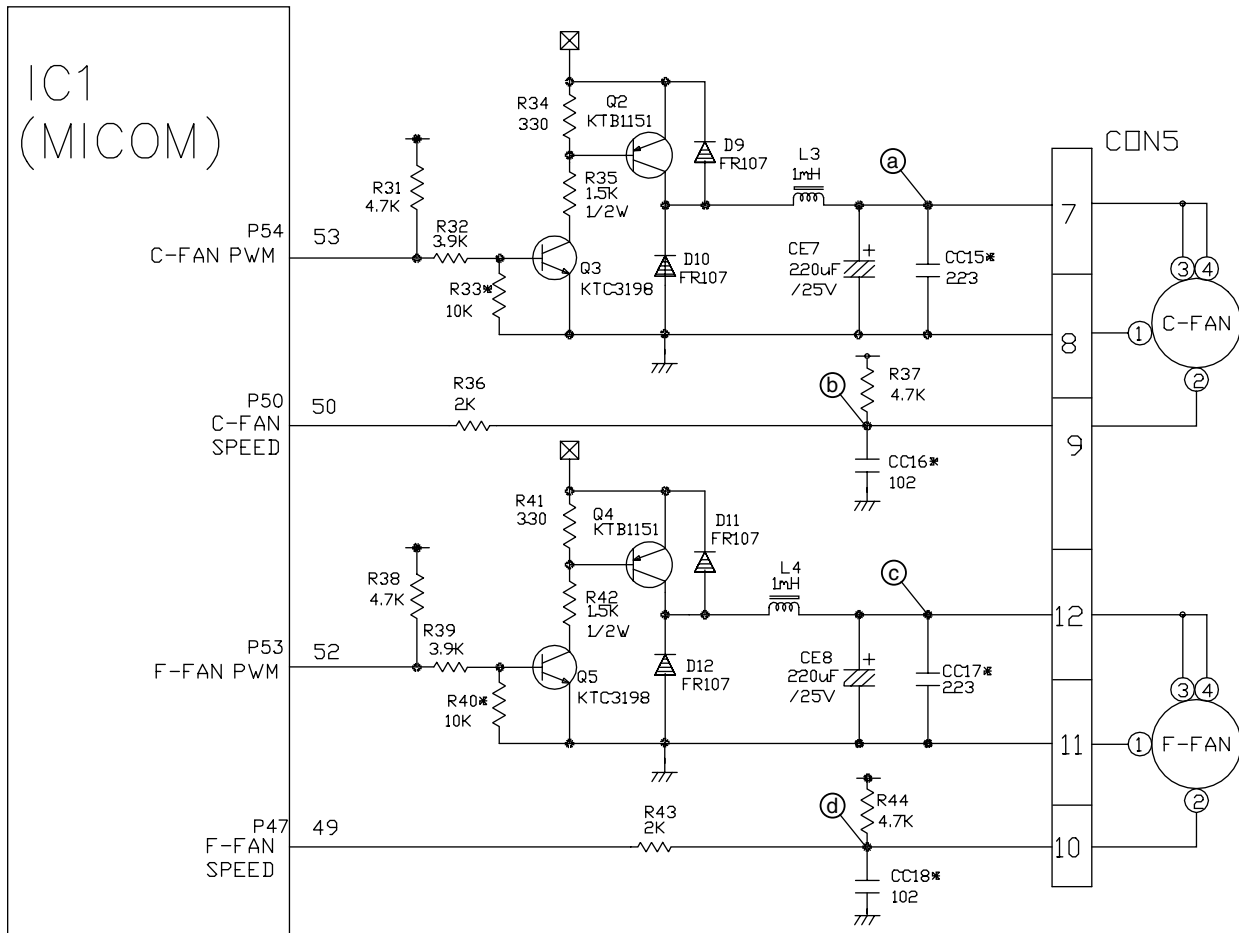 IC1
(MICOM)
R34
330
Q2
KTB1151
D9
FR107
R31
4.7K
R35
1.5K
1/2W
L3
1mH
a
CON5
P54
C-FAN PWM
53
R32
3.9K
Q3
KTC3198
R33*
10K
D10
FR107
CE7
220uF
/25V
CC15*
223
7
8
3
4
1
C-FAN
2
P50
C-FAN
SPEED
50
R36
2K
b
R37
4.7K
CC16*
102
9
R41
330
Q4
KTB1151
D11
FR107
R38
4.7K
R42
1.5K
1/2W
L4
1mH
c
12
P53
F-FAN PWM
52
R39
3.9K
Q5
KTC3198
R40*
10K
D12
FR107
CE8
220uF
/25V
CC17*
223
11
3
4
1
F-FAN
2
P47
F-FAN
SPEED
49
R43
2K
d
R44
4.7K
CC18*
102
10